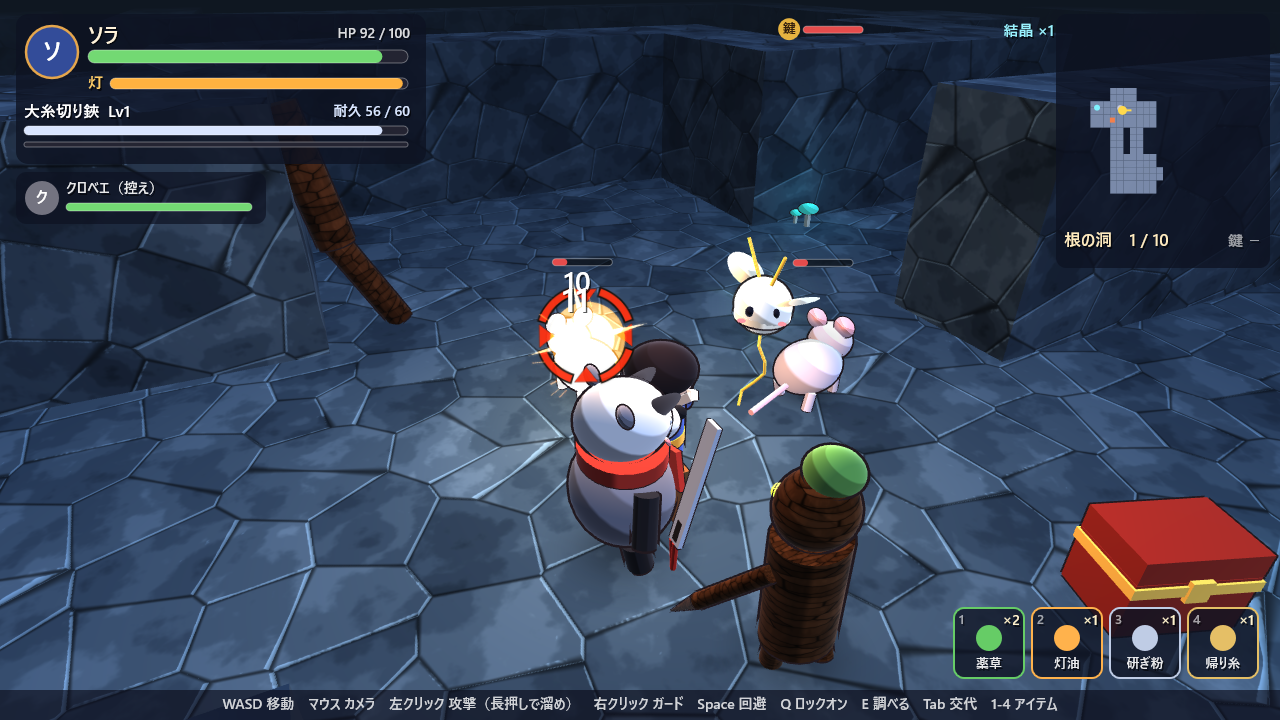 ソ
ソラ
HP 92 / 100
灯
大糸切り鋏 Lv1
耐久 56 / 60
ク
クロベエ（控え）
鍵
結晶 ×1
根の洞 1 / 10
鍵 –
1 ×2
薬草
2 ×1
灯油
3 ×1
研ぎ粉
4 ×1
帰り糸
WASD 移動 マウス カメラ 左クリック 攻撃（長押しで溜め） 右クリック ガード Space 回避 Q ロックオン E 調べる Tab 交代 1-4 アイテム